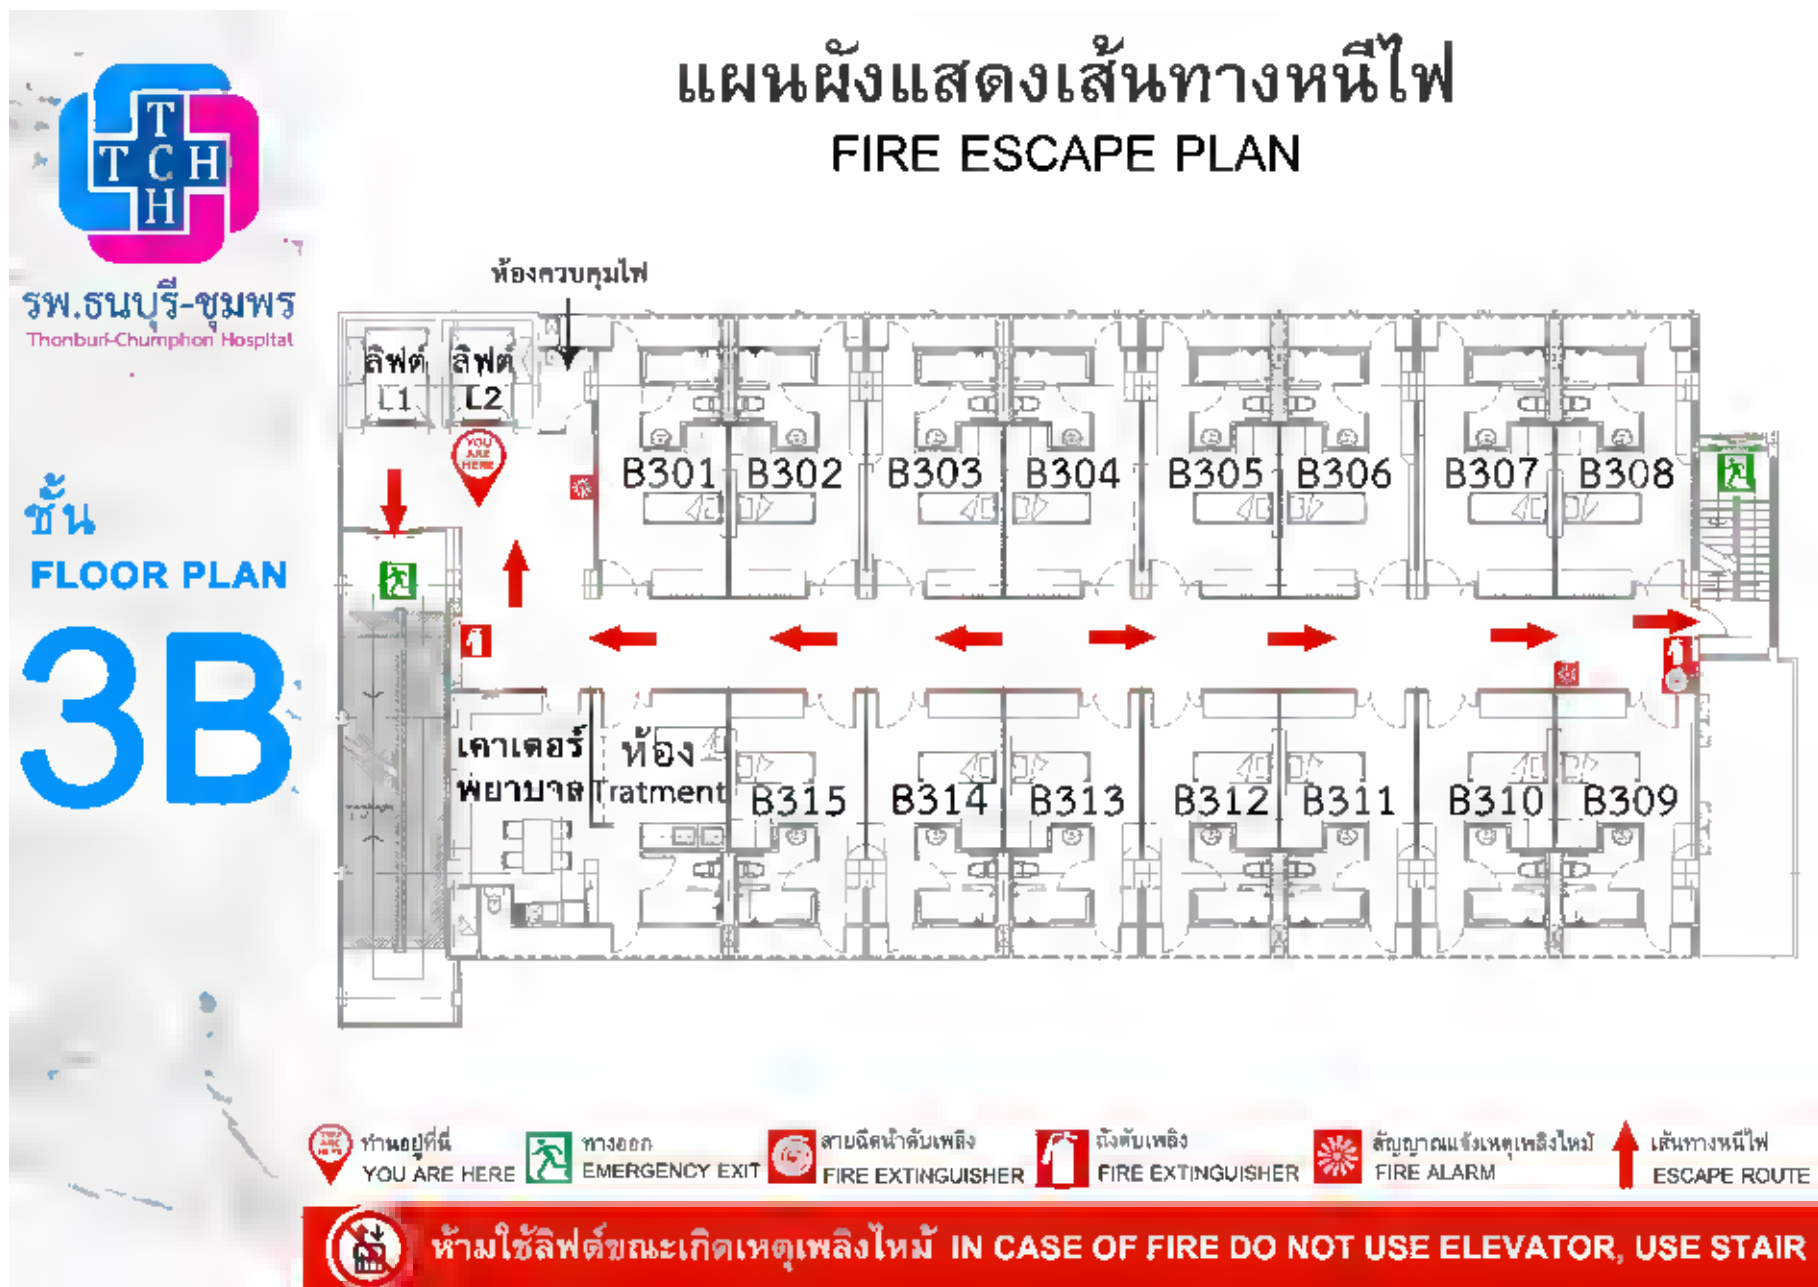 แผนผังแสดงเส้นทางหนีไฟ
FIRE ESCAPE PLAN
T
T C H
H
รพ.ธนบุรี-ชุมพร
Thonburi-Chumphon Hospital
ชั้น
FLOOR PLAN
3B
ห้องควบคุมไฟ
ลิฟต์ L1
ลิฟต์ L2
YOU ARE HERE
B301 B302 B303 B304 B305 B306 B307 B308
เคาเตอร์
พยาบาล
ห้อง
Tratment
B315 B314 B313 B312 B311 B310 B309
ท่านอยู่ที่นี่
YOU ARE HERE
ทางออก
EMERGENCY EXIT
สายฉีดน้ำดับเพลิง
FIRE EXTINGUISHER
ถังดับเพลิง
FIRE EXTINGUISHER
สัญญาณแจ้งเหตุเพลิงไหม้
FIRE ALARM
เส้นทางหนีไฟ
ESCAPE ROUTE
ห้ามใช้ลิฟต์ขณะเกิดเหตุเพลิงไหม้ IN CASE OF FIRE DO NOT USE ELEVATOR, USE STAIR